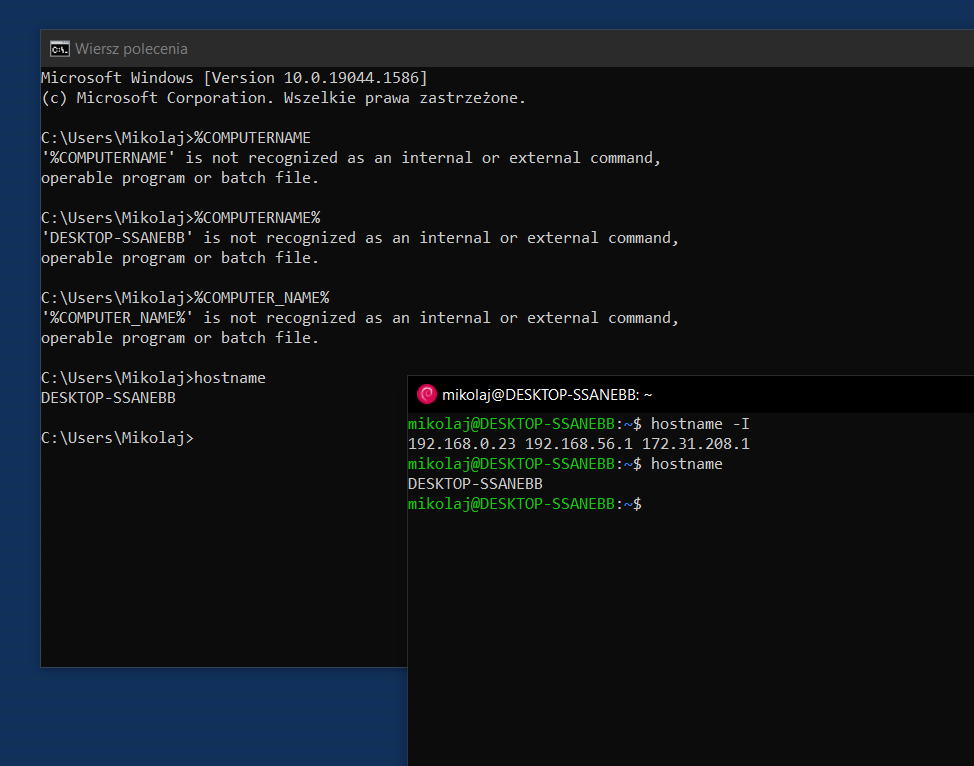 Wiersz polecenia
Microsoft Windows [Version 10.0.19044.1586]
(c) Microsoft Corporation. Wszelkie prawa zastrzeżone.
C:\Users\Mikolaj>%COMPUTERNAME
'%COMPUTERNAME' is not recognized as an internal or external command,
operable program or batch file.
C:\Users\Mikolaj>%COMPUTERNAME%
'DESKTOP-SSANEBB' is not recognized as an internal or external command,
operable program or batch file.
C:\Users\Mikolaj>%COMPUTER_NAME%
'%COMPUTER_NAME%' is not recognized as an internal or external command,
operable program or batch file.
C:\Users\Mikolaj>hostname
DESKTOP-SSANEBB
C:\Users\Mikolaj>
mikolaj@DESKTOP-SSANEBB: ~
mikolaj@DESKTOP-SSANEBB:~$ hostname -I
192.168.0.23 192.168.56.1 172.31.208.1
mikolaj@DESKTOP-SSANEBB:~$ hostname
DESKTOP-SSANEBB
mikolaj@DESKTOP-SSANEBB:~$